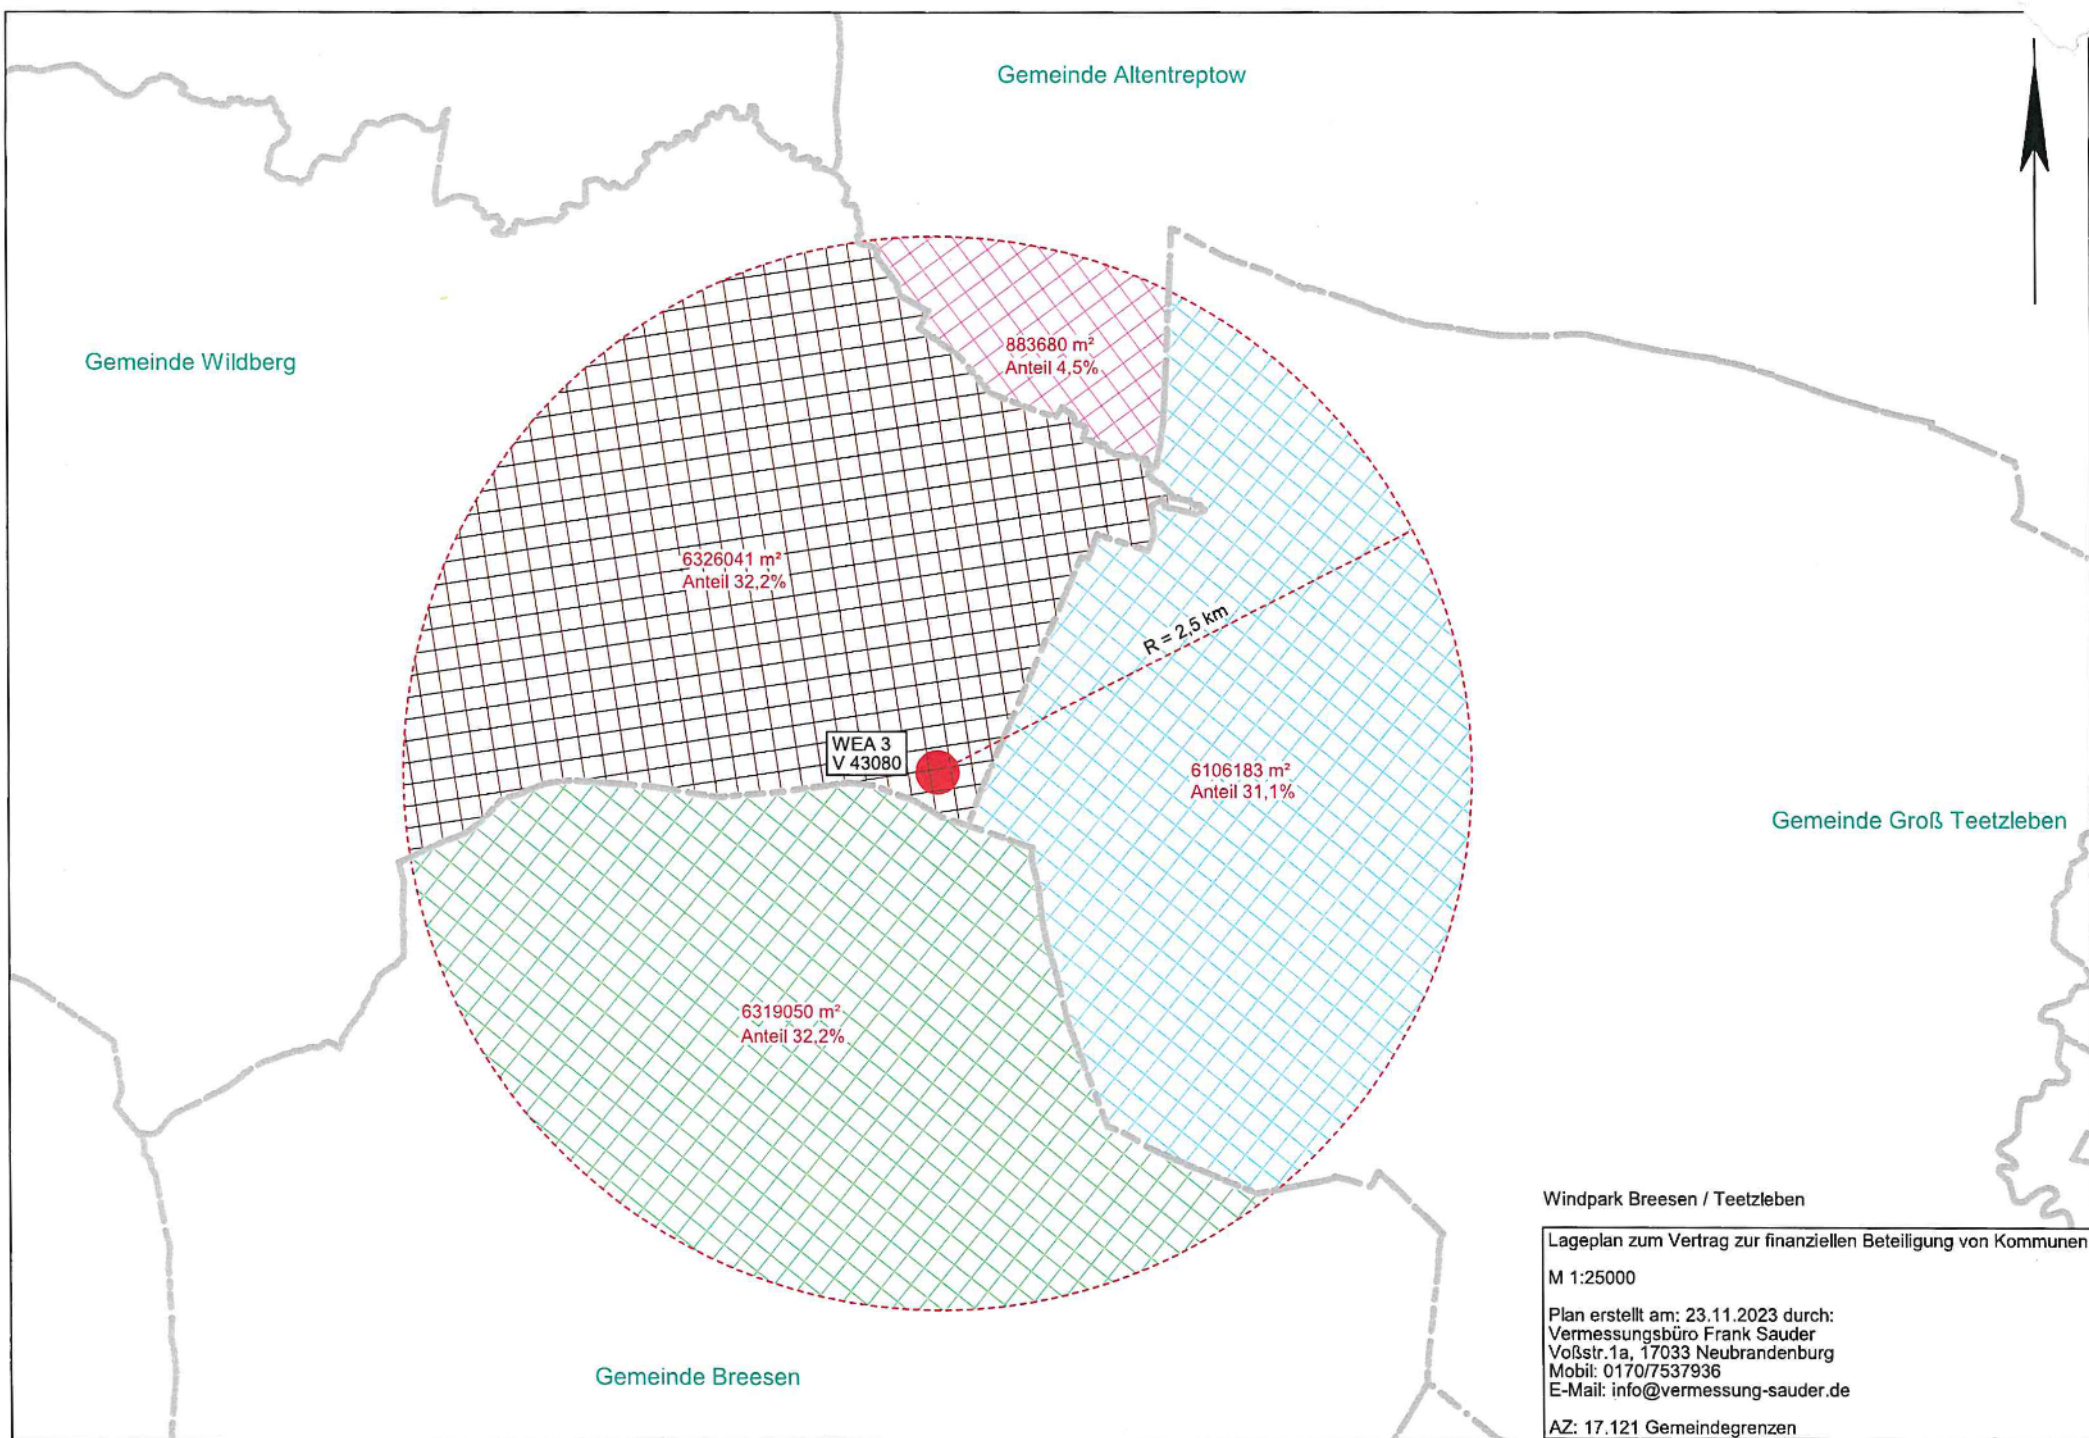 Gemeinde Altentreptow
Gemeinde Wildberg
883680 m²
Anteil 4,5%
6326041 m²
Anteil 32,2%
R = 2,5 km
WEA 3
V 43080
6106183 m²
Anteil 31,1%
Gemeinde Groß Teetzleben
6319050 m²
Anteil 32,2%
Gemeinde Breesen
Windpark Breesen / Teetzleben
Lageplan zum Vertrag zur finanziellen Beteiligung von Kommunen
M 1:25000
Plan erstellt am: 23.11.2023 durch:
Vermessungsbüro Frank Sauder
Voßstr.1a, 17033 Neubrandenburg
Mobil: 0170/7537936
E-Mail: info@vermessung-sauder.de
AZ: 17.121 Gemeindegrenzen